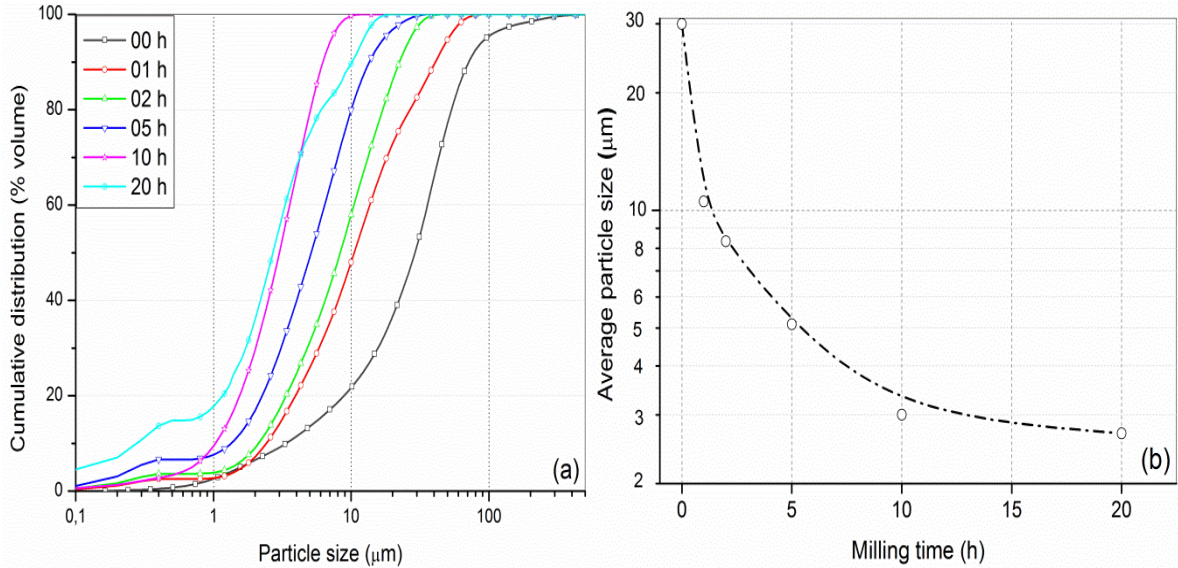 Cumulative distribution (% volume)
100
80
60
40
20
0
00 h
01 h
02 h
05 h
10 h
20 h
(a)
0,1
1
10
100
Particle size (μm)
Average particle size (μm)
30
20
10
8
6
5
4
3
2
(b)
0
5
10
15
20
Milling time (h)